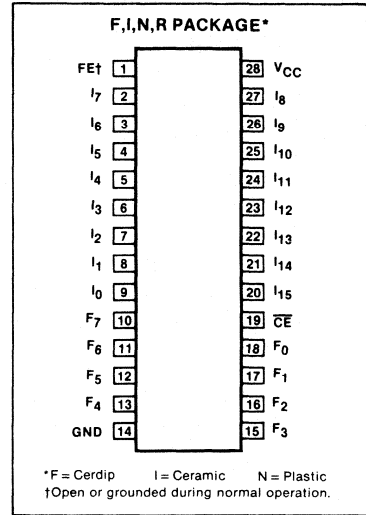 F,I,N,R PACKAGE*
FE† 1 28 VCC
I7 2 27 I8
I6 3 26 I9
I5 4 25 I10
I4 5 24 I11
I3 6 23 I12
I2 7 22 I13
I1 8 21 I14
I0 9 20 I15
F7 10 19 C̅E̅
F6 11 18 F0
F5 12 17 F1
F4 13 16 F2
GND 14 15 F3
*F = Cerdip I = Ceramic N = Plastic
†Open or grounded during normal operation.